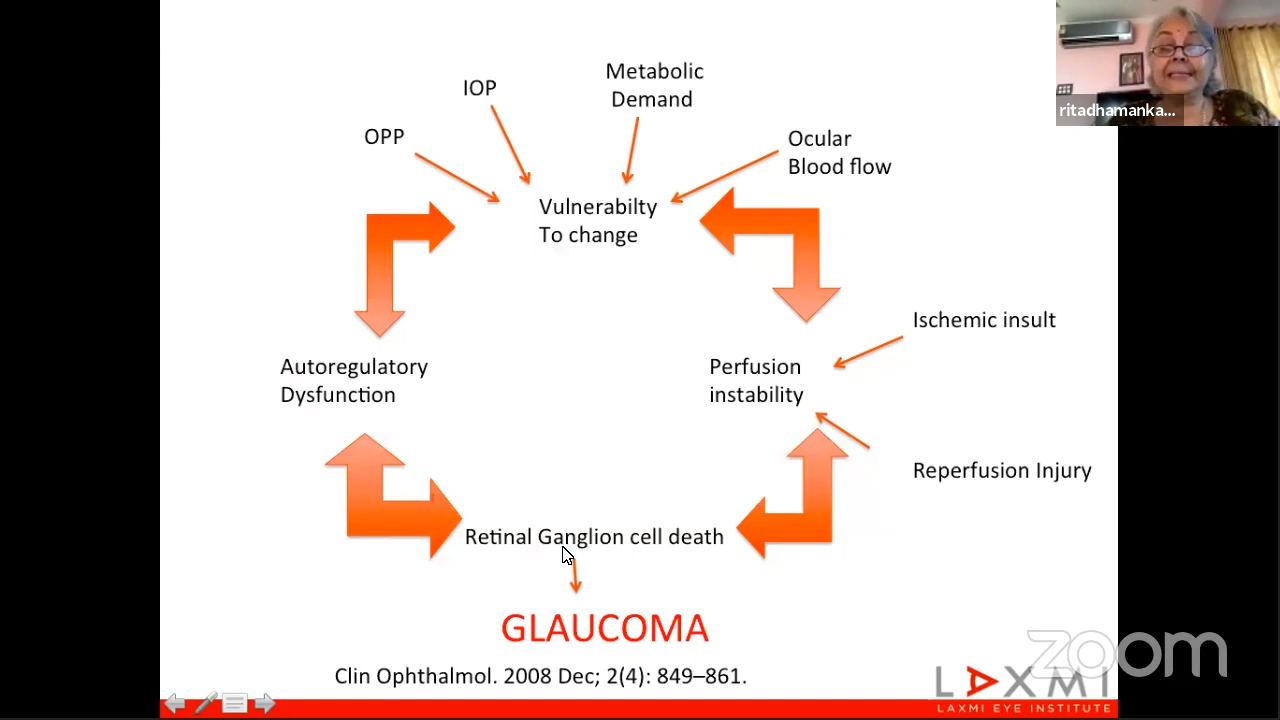 ritadhamanka...
Metabolic
Demand
IOP
OPP
Ocular
Blood flow
Vulnerabilty
To change
Ischemic insult
Autoregulatory
Dysfunction
Perfusion
instability
Reperfusion Injury
Retinal Ganglion cell death
GLAUCOMA
Clin Ophthalmol. 2008 Dec; 2(4): 849–861.
zoom
LAXMI
LAXMI EYE INSTITUTE